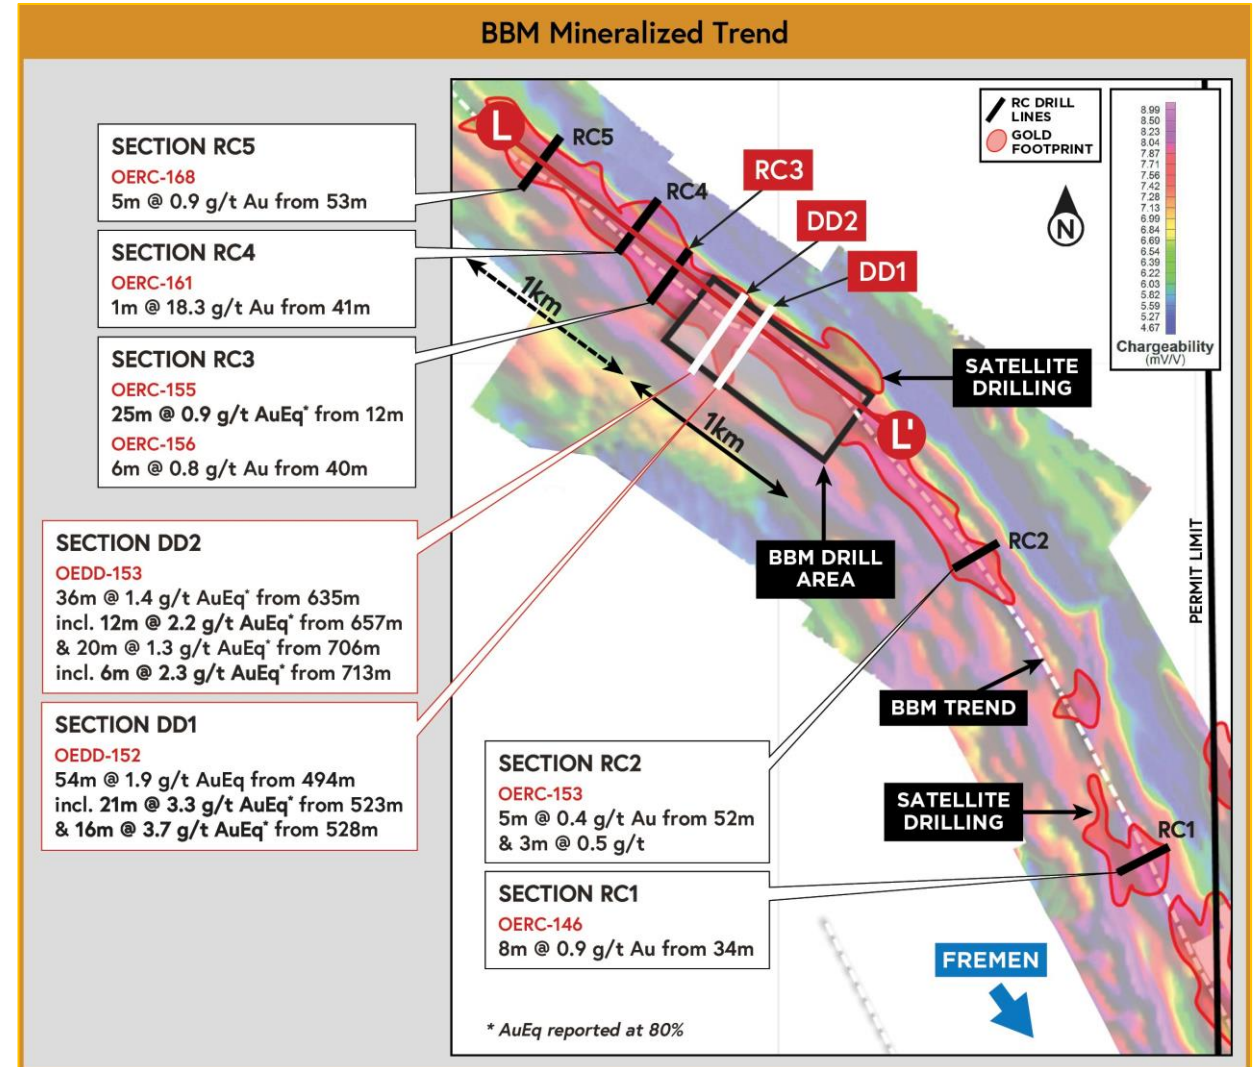 BBM Mineralized Trend
SECTION RC5
OERC-168
5m @ 0.9 g/t Au from 53m
SECTION RC4
OERC-161
1m @ 18.3 g/t Au from 41m
SECTION RC3
OERC-155
25m @ 0.9 g/t AuEq* from 12m
OERC-156
6m @ 0.8 g/t Au from 40m
SECTION DD2
OEDD-153
36m @ 1.4 g/t AuEq* from 635m
incl. 12m @ 2.2 g/t AuEq* from 657m
& 20m @ 1.3 g/t AuEq* from 706m
incl. 6m @ 2.3 g/t AuEq* from 713m
SECTION DD1
OEDD-152
54m @ 1.9 g/t AuEq from 494m
incl. 21m @ 3.3 g/t AuEq* from 523m
& 16m @ 3.7 g/t AuEq* from 528m
L
RC5
RC4
RC3
DD2
DD1
1km
1km
L'
RC DRILL
LINES
GOLD
FOOTPRINT
N
8.99
8.50
8.23
8.04
7.87
7.71
7.56
7.42
7.28
7.13
6.99
6.84
6.69
6.54
6.39
6.22
6.03
5.82
5.59
5.27
4.67
Chargeability
(mV/V)
SATELLITE
DRILLING
BBM DRILL
AREA
RC2
PERMIT LIMIT
BBM TREND
SATELLITE
DRILLING
RC1
SECTION RC2
OERC-153
5m @ 0.4 g/t Au from 52m
& 3m @ 0.5 g/t
SECTION RC1
OERC-146
8m @ 0.9 g/t Au from 34m
FREMEN
* AuEq reported at 80%